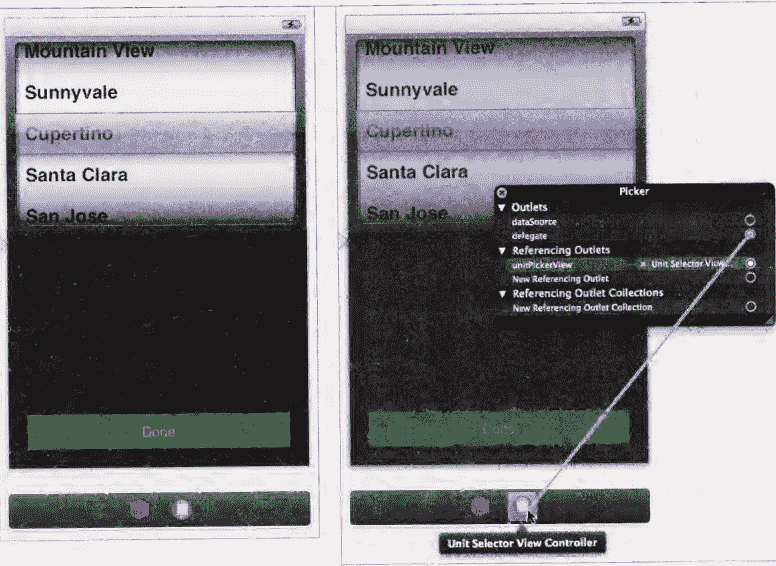 Mountain View
Sunnyvale
Cupertino
Santa Clara
San Jose
Done
Mountain View
Sunnyvale
Cupertino
Santa Clara
San Jose
Picker
Outlets
dataSource
delegate
Referencing Outlets
unitPickerView
Unit Selector View...
New Referencing Outlet
Referencing Outlet Collections
New Referencing Outlet Collection
Unit Selector View Controller